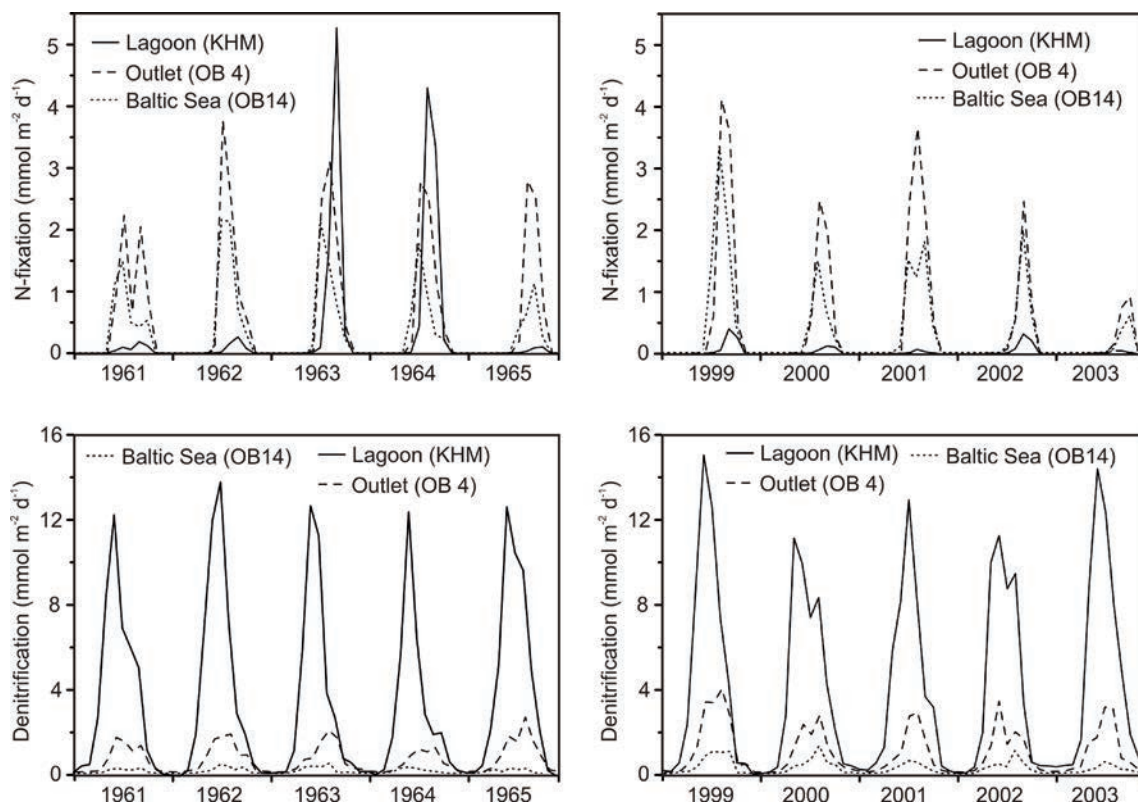 N-fixation (mmol m⁻² d⁻¹)
5
4
3
2
1
0
Lagoon (KHM)
Outlet (OB 4)
Baltic Sea (OB14)
1961 1962 1963 1964 1965
N-fixation (mmol m⁻² d⁻¹)
5
4
3
2
1
0
Lagoon (KHM)
Outlet (OB 4)
Baltic Sea (OB14)
1999 2000 2001 2002 2003
Denitrification (mmol m⁻² d⁻¹)
16
12
8
4
0
Baltic Sea (OB14) Lagoon (KHM)
Outlet (OB 4)
1961 1962 1963 1964 1965
Denitrification (mmol m⁻² d⁻¹)
16
12
8
4
0
Lagoon (KHM) Baltic Sea (OB14)
Outlet (OB 4)
1999 2000 2001 2002 2003